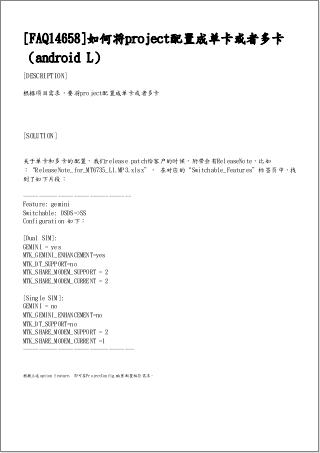 [FAQ14658]如何将project配置成单卡或者多卡
（android L）
[DESCRIPTION]
根据项目需求，要将project配置成单卡或者多卡
[SOLUTION]
关于单卡和多卡的配置，我们release patch给客户的时候，所带会有ReleaseNote，比如
：“ReleaseNote_for_MT6735_L1.MP3.xlsx”， 在对应的“Switchable_Features”标签页中，找
到了如下片段：
----------------------------
Feature: gemini
Switchable: DSDS->SS
Configuration 如下：
[Dual SIM]:
GEMINI = yes
MTK_GEMINI_ENHANCEMENT=yes
MTK_DT_SUPPORT=no
MTK_SHARE_MODEM_SUPPORT = 2
MTK_SHARE_MODEM_CURRENT = 2
[Single SIM]:
GEMINI = no
MTK_GEMINI_ENHANCEMENT=no
MTK_DT_SUPPORT=no
MTK_SHARE_MODEM_SUPPORT = 2
MTK_SHARE_MODEM_CURRENT =1
----------------------------
根据上述option feature，即可在ProjectConfig.mk里配置相应需求。